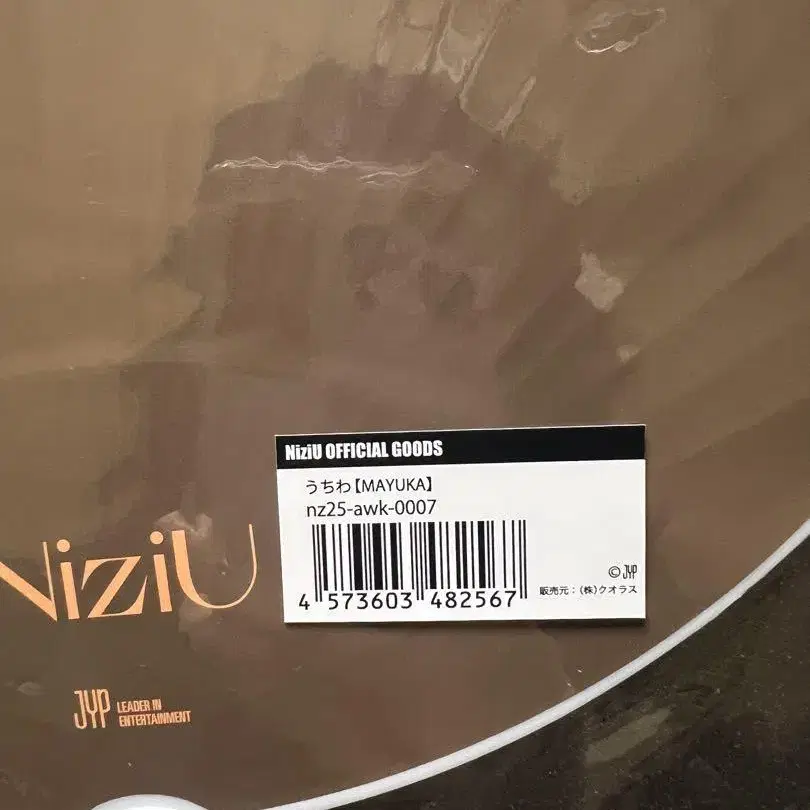 NiziU OFFICIAL GOODS
うちわ【MAYUKA】
nz25-awk-0007
4 573603 482567
© JYP
販売元：(株)クオラス
NiziU
JYP LEADER IN
ENTERTAINMENT